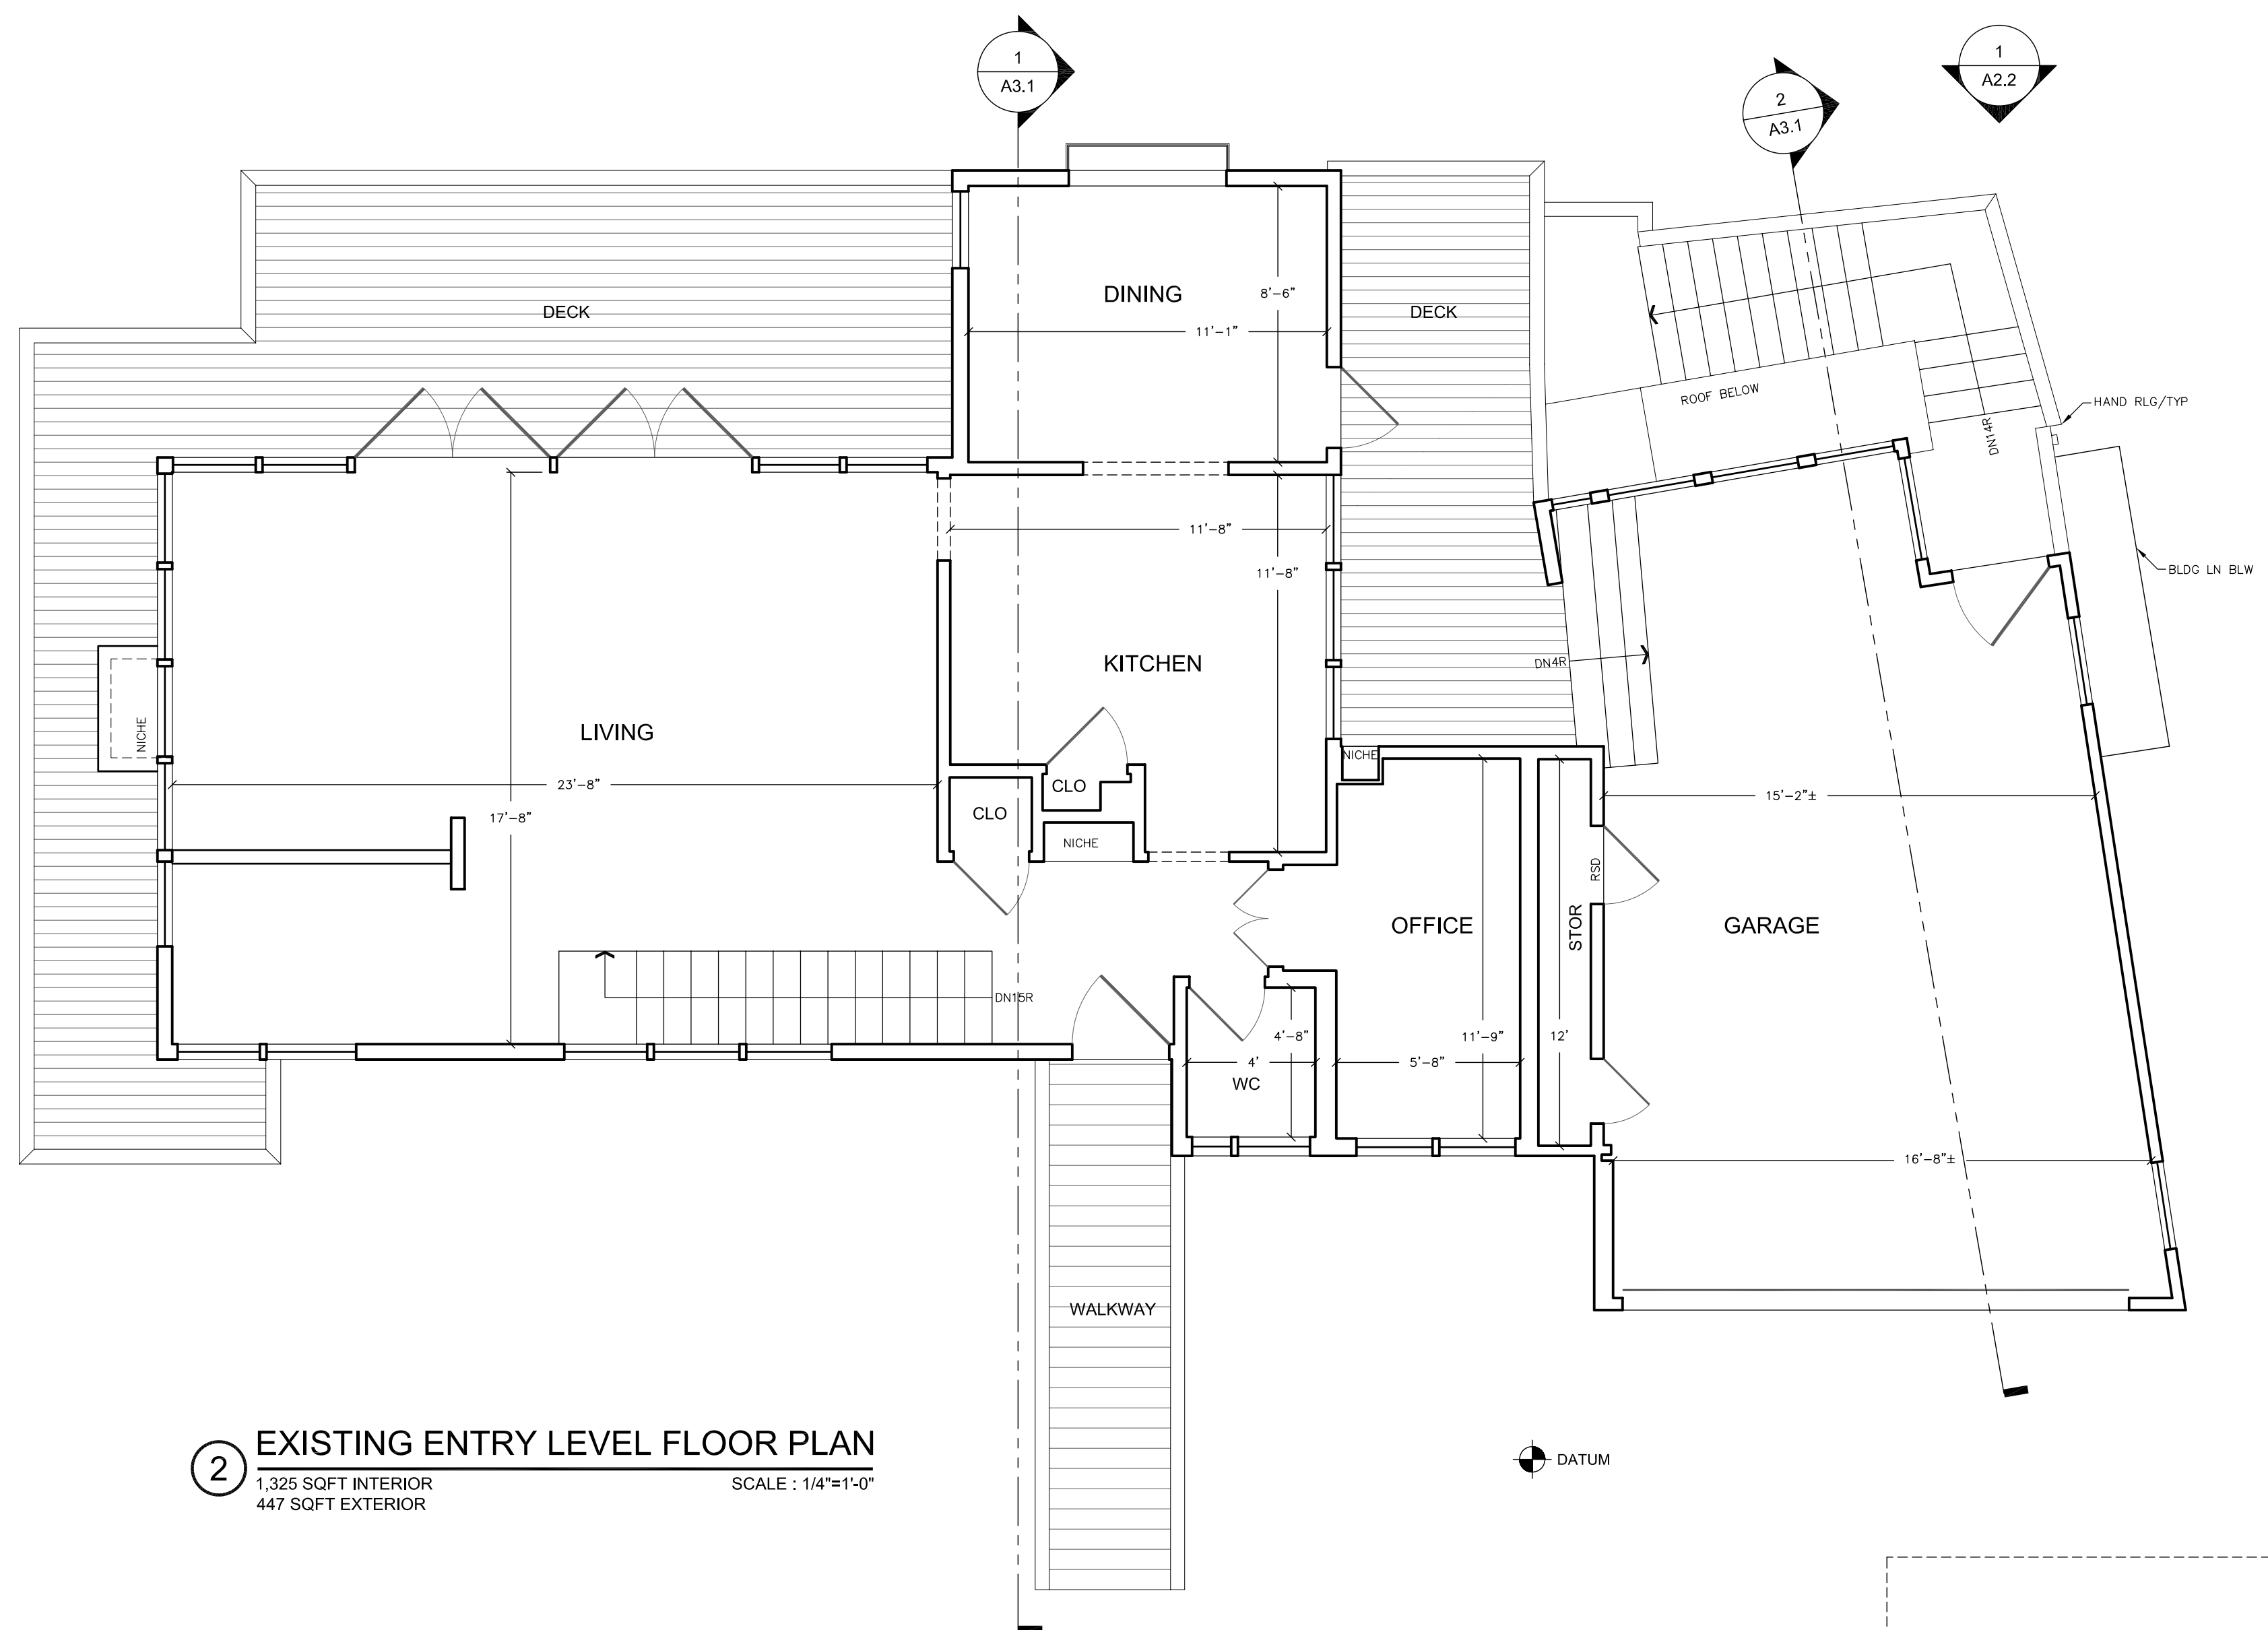 1
A3.1
2
A3.1
1
A2.2
DECK
DINING
8'-6"
11'-1"
DECK
ROOF BELOW
HAND RLG/TYP
DN14R
11'-8"
11'-8"
BLDG LN BLW
KITCHEN
DN4R
NICHE
LIVING
NICHE
23'-8"
CLO
15'-2"±
17'-8"
CLO
NICHE
RSD
OFFICE
STOR
GARAGE
DN15R
4'-8"
11'-9"
12'
4'
5'-8"
WC
16'-8"±
WALKWAY
2
EXISTING ENTRY LEVEL FLOOR PLAN
1,325 SQFT INTERIOR
SCALE : 1/4"=1'-0"
447 SQFT EXTERIOR
DATUM